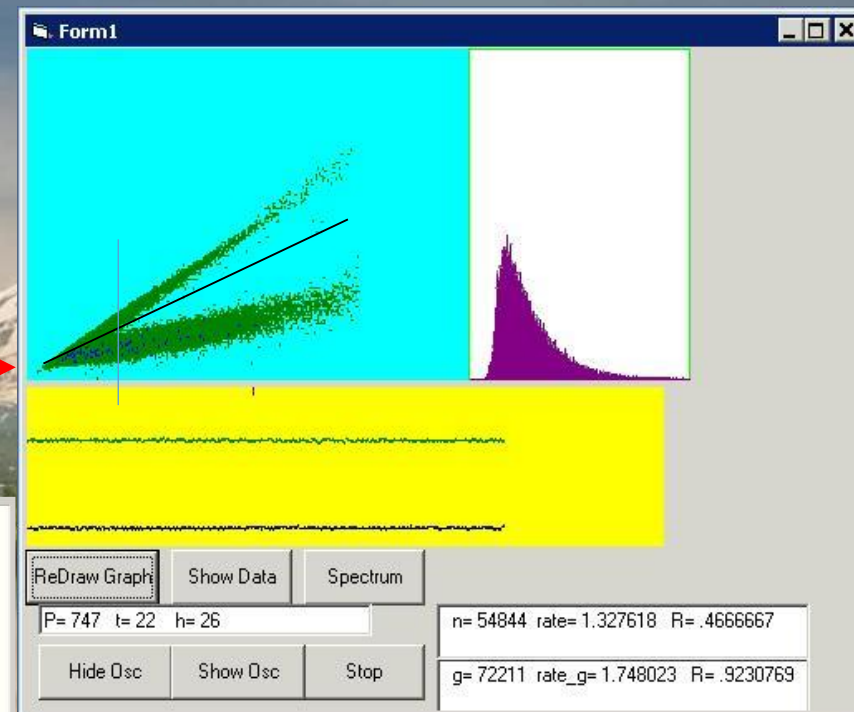 Form1
ReDraw Graph Show Data Spectrum
P= 747 t= 22 h= 26
n= 54844 rate= 1.327618 R= .4666667
Hide Osc Show Osc Stop
g= 72211 rate_g= 1.748023 R= .9230769